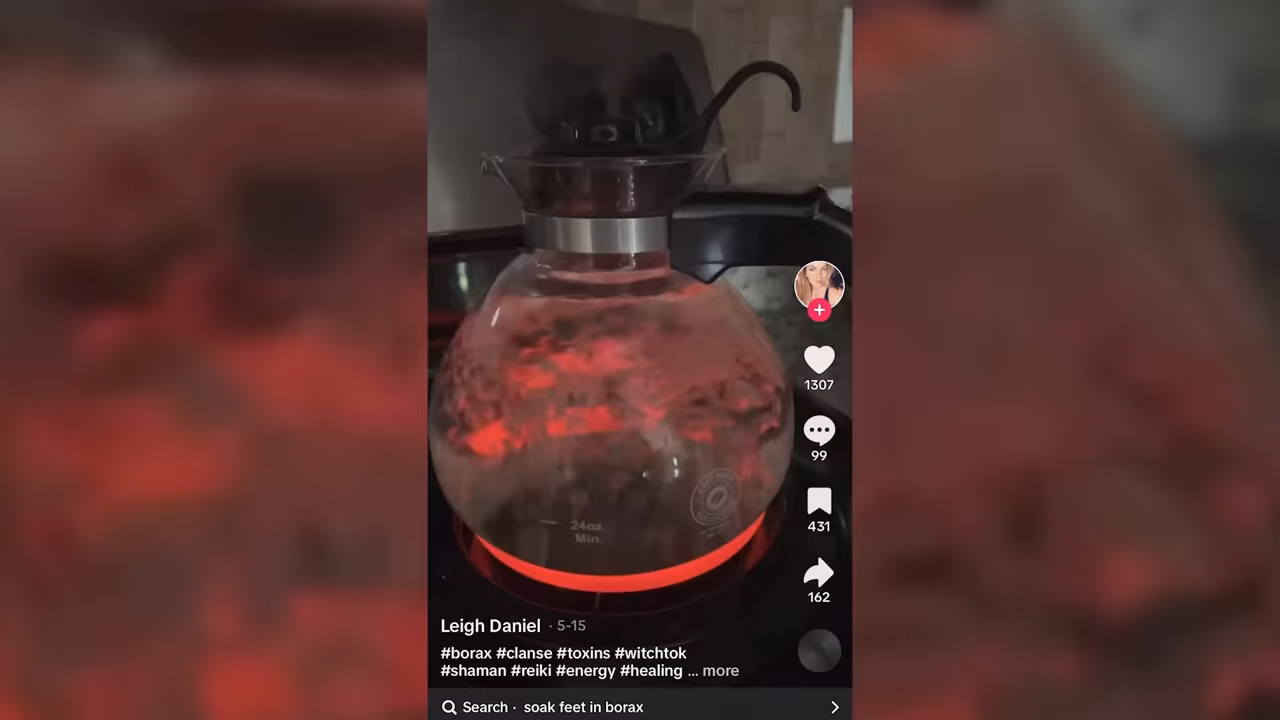 1307
99
431
162
24oz.
Min.
Leigh Daniel · 5-15
#borax #clanse #toxins #witchtok
#shaman #reiki #energy #healing ... more
Search · soak feet in borax